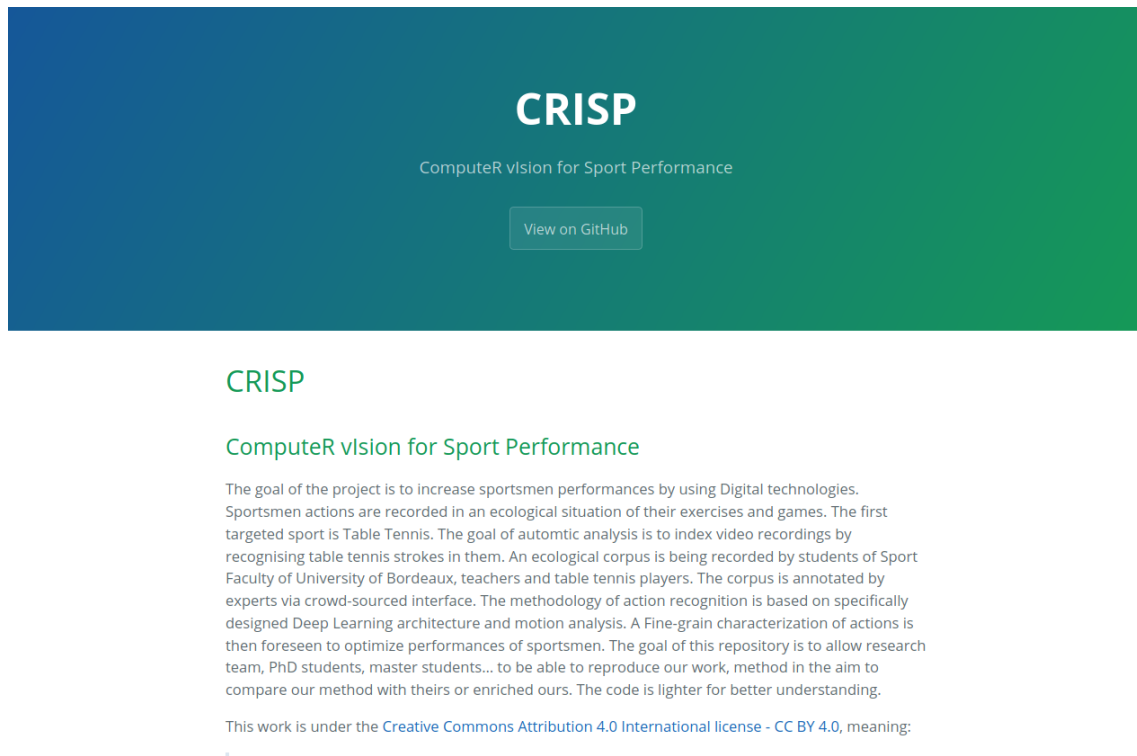 CRISP
ComputeR vIsion for Sport Performance
View on GitHub
CRISP
ComputeR vIsion for Sport Performance
The goal of the project is to increase sportsmen performances by using Digital technologies.
Sportsmen actions are recorded in an ecological situation of their exercises and games. The first
targeted sport is Table Tennis. The goal of automtic analysis is to index video recordings by
recognising table tennis strokes in them. An ecological corpus is being recorded by students of Sport
Faculty of University of Bordeaux, teachers and table tennis players. The corpus is annotated by
experts via crowd-sourced interface. The methodology of action recognition is based on specifically
designed Deep Learning architecture and motion analysis. A Fine-grain characterization of actions is
then foreseen to optimize performances of sportsmen. The goal of this repository is to allow research
team, PhD students, master students... to be able to reproduce our work, method in the aim to
compare our method with theirs or enriched ours. The code is lighter for better understanding.
This work is under the Creative Commons Attribution 4.0 International license - CC BY 4.0, meaning: